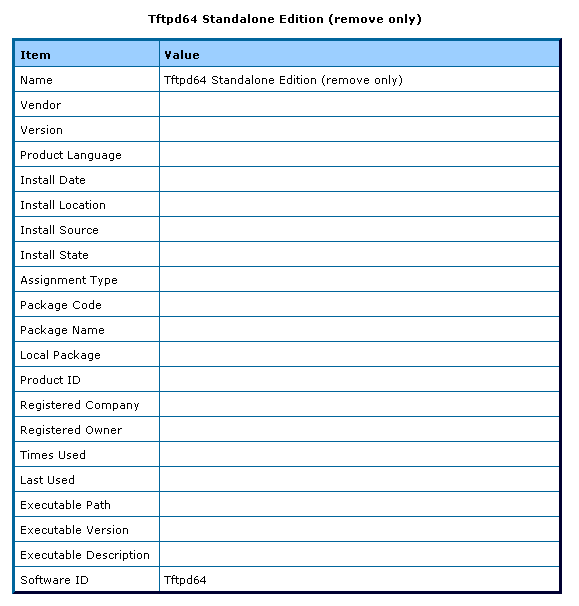 Tftpd64 Standalone Edition (remove only)
Item Value
Name Tftpd64 Standalone Edition (remove only)
Vendor
Version
Product Language
Install Date
Install Location
Install Source
Install State
Assignment Type
Package Code
Package Name
Local Package
Product ID
Registered Company
Registered Owner
Times Used
Last Used
Executable Path
Executable Version
Executable Description
Software ID Tftpd64